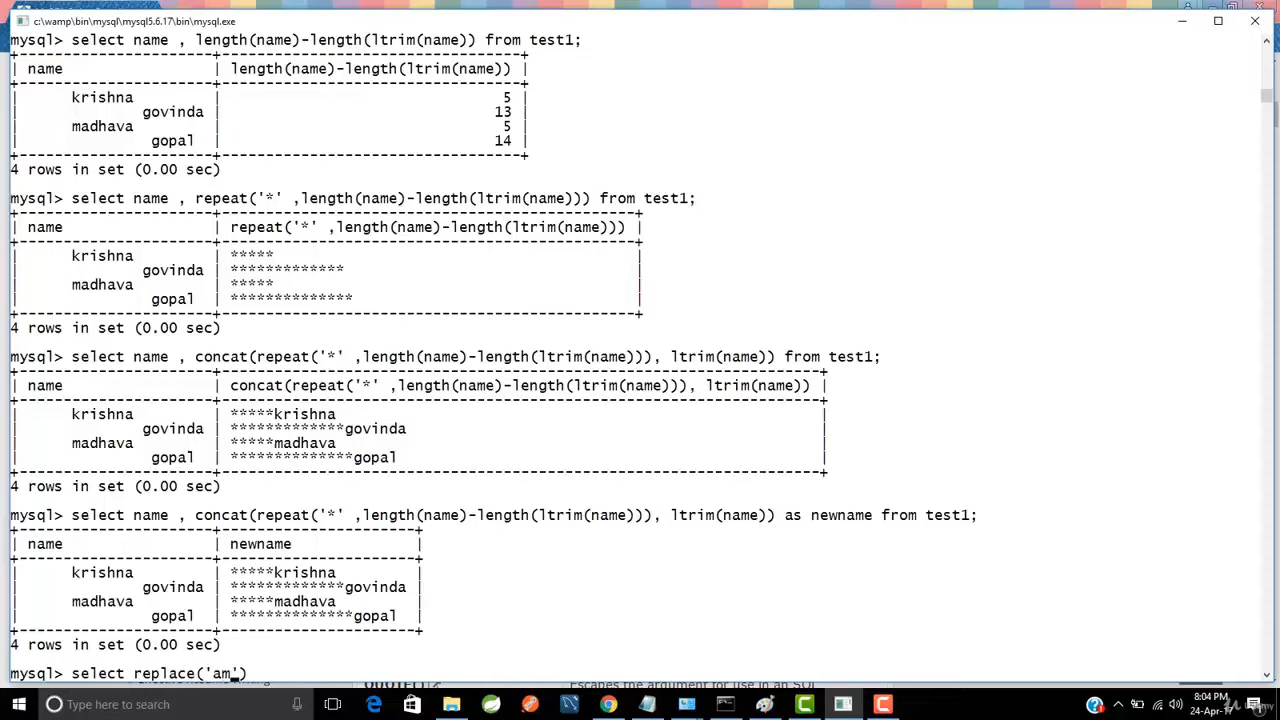 c:\wamp\bin\mysql\mysql5.6.17\bin\mysql.exe
mysql> select name , length(name)-length(ltrim(name)) from test1;
+----------------------+----------------------------------+
| name                 | length(name)-length(ltrim(name)) |
+----------------------+----------------------------------+
|      krishna         |                                5 |
|              govinda |                               13 |
|      madhava         |                                5 |
|               gopal  |                               14 |
+----------------------+----------------------------------+
4 rows in set (0.00 sec)
mysql> select name , repeat('*' ,length(name)-length(ltrim(name))) from test1;
+----------------------+-----------------------------------------------+
| name                 | repeat('*' ,length(name)-length(ltrim(name))) |
+----------------------+-----------------------------------------------+
|      krishna         | *****                                         |
|              govinda | *************                                 |
|      madhava         | *****                                         |
|               gopal  | **************                                |
+----------------------+-----------------------------------------------+
4 rows in set (0.00 sec)
mysql> select name , concat(repeat('*' ,length(name)-length(ltrim(name))), ltrim(name)) from test1;
+----------------------+--------------------------------------------------------------------+
| name                 | concat(repeat('*' ,length(name)-length(ltrim(name))), ltrim(name)) |
+----------------------+--------------------------------------------------------------------+
|      krishna         | *****krishna                                                       |
|              govinda | *************govinda                                               |
|      madhava         | *****madhava                                                       |
|               gopal  | **************gopal                                                |
+----------------------+--------------------------------------------------------------------+
4 rows in set (0.00 sec)
mysql> select name , concat(repeat('*' ,length(name)-length(ltrim(name))), ltrim(name)) as newname from test1;
+----------------------+----------------------+
| name                 | newname              |
+----------------------+----------------------+
|      krishna         | *****krishna         |
|              govinda | *************govinda |
|      madhava         | *****madhava         |
|               gopal  | **************gopal  |
+----------------------+----------------------+
4 rows in set (0.00 sec)
mysql> select replace('am')
Type here to search
8:04 PM
24-Apr-